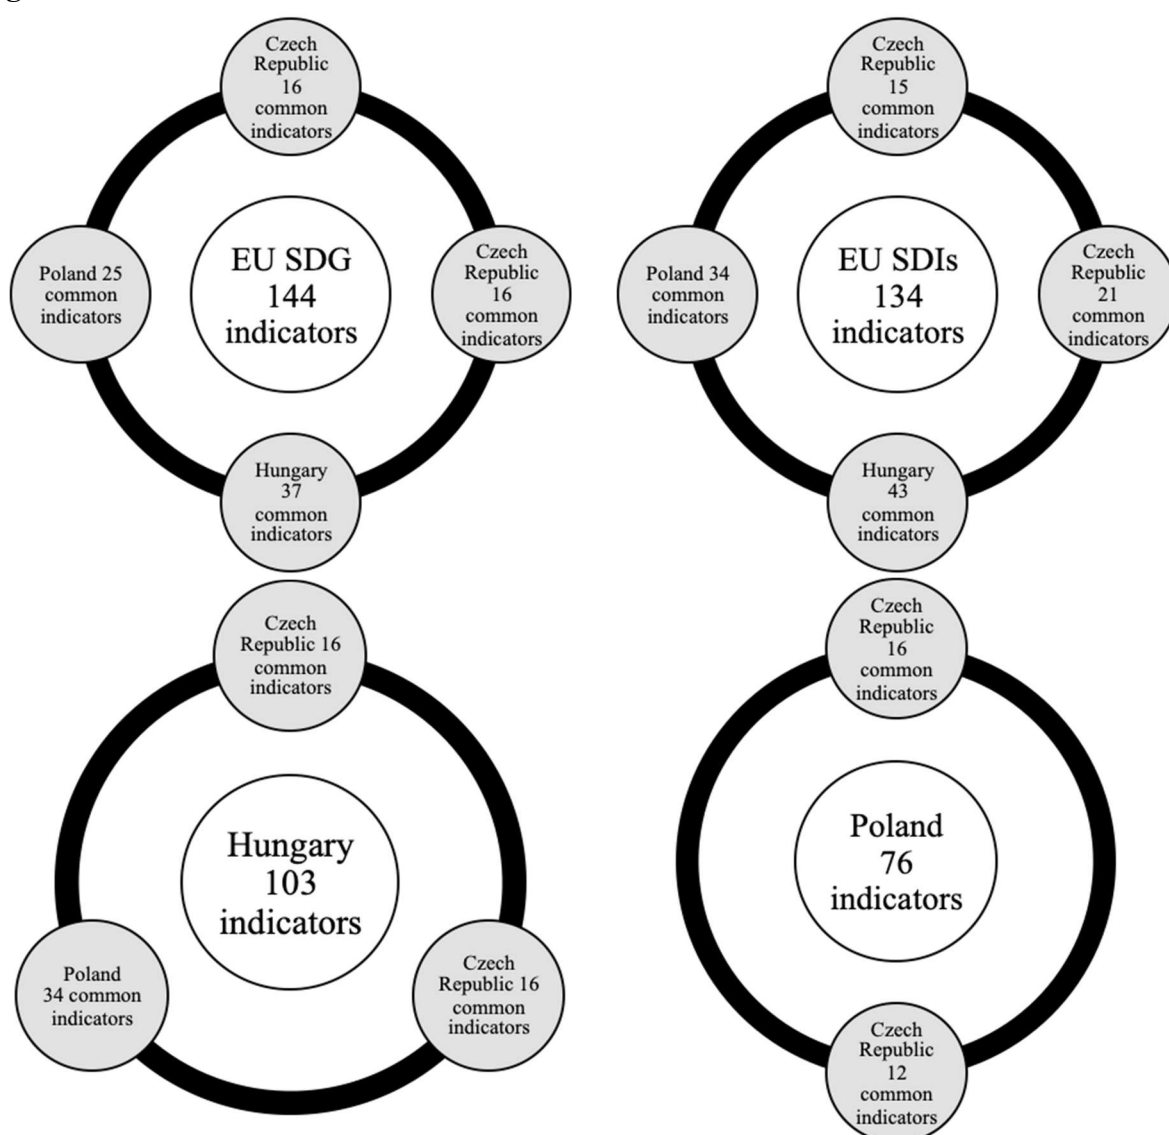 Czech
Republic
16
common
indicators
Poland 25
common
indicators
EU SDG
144
indicators
Czech
Republic
16
common
indicators
Hungary
37
common
indicators
Czech
Republic
15
common
indicators
Poland 34
common
indicators
EU SDIs
134
indicators
Czech
Republic
21
common
indicators
Hungary
43
common
indicators
Czech
Republic 16
common
indicators
Hungary
103
indicators
Poland
34 common
indicators
Czech
Republic 16
common
indicators
Czech
Republic
16
common
indicators
Poland
76
indicators
Czech
Republic
12
common
indicators